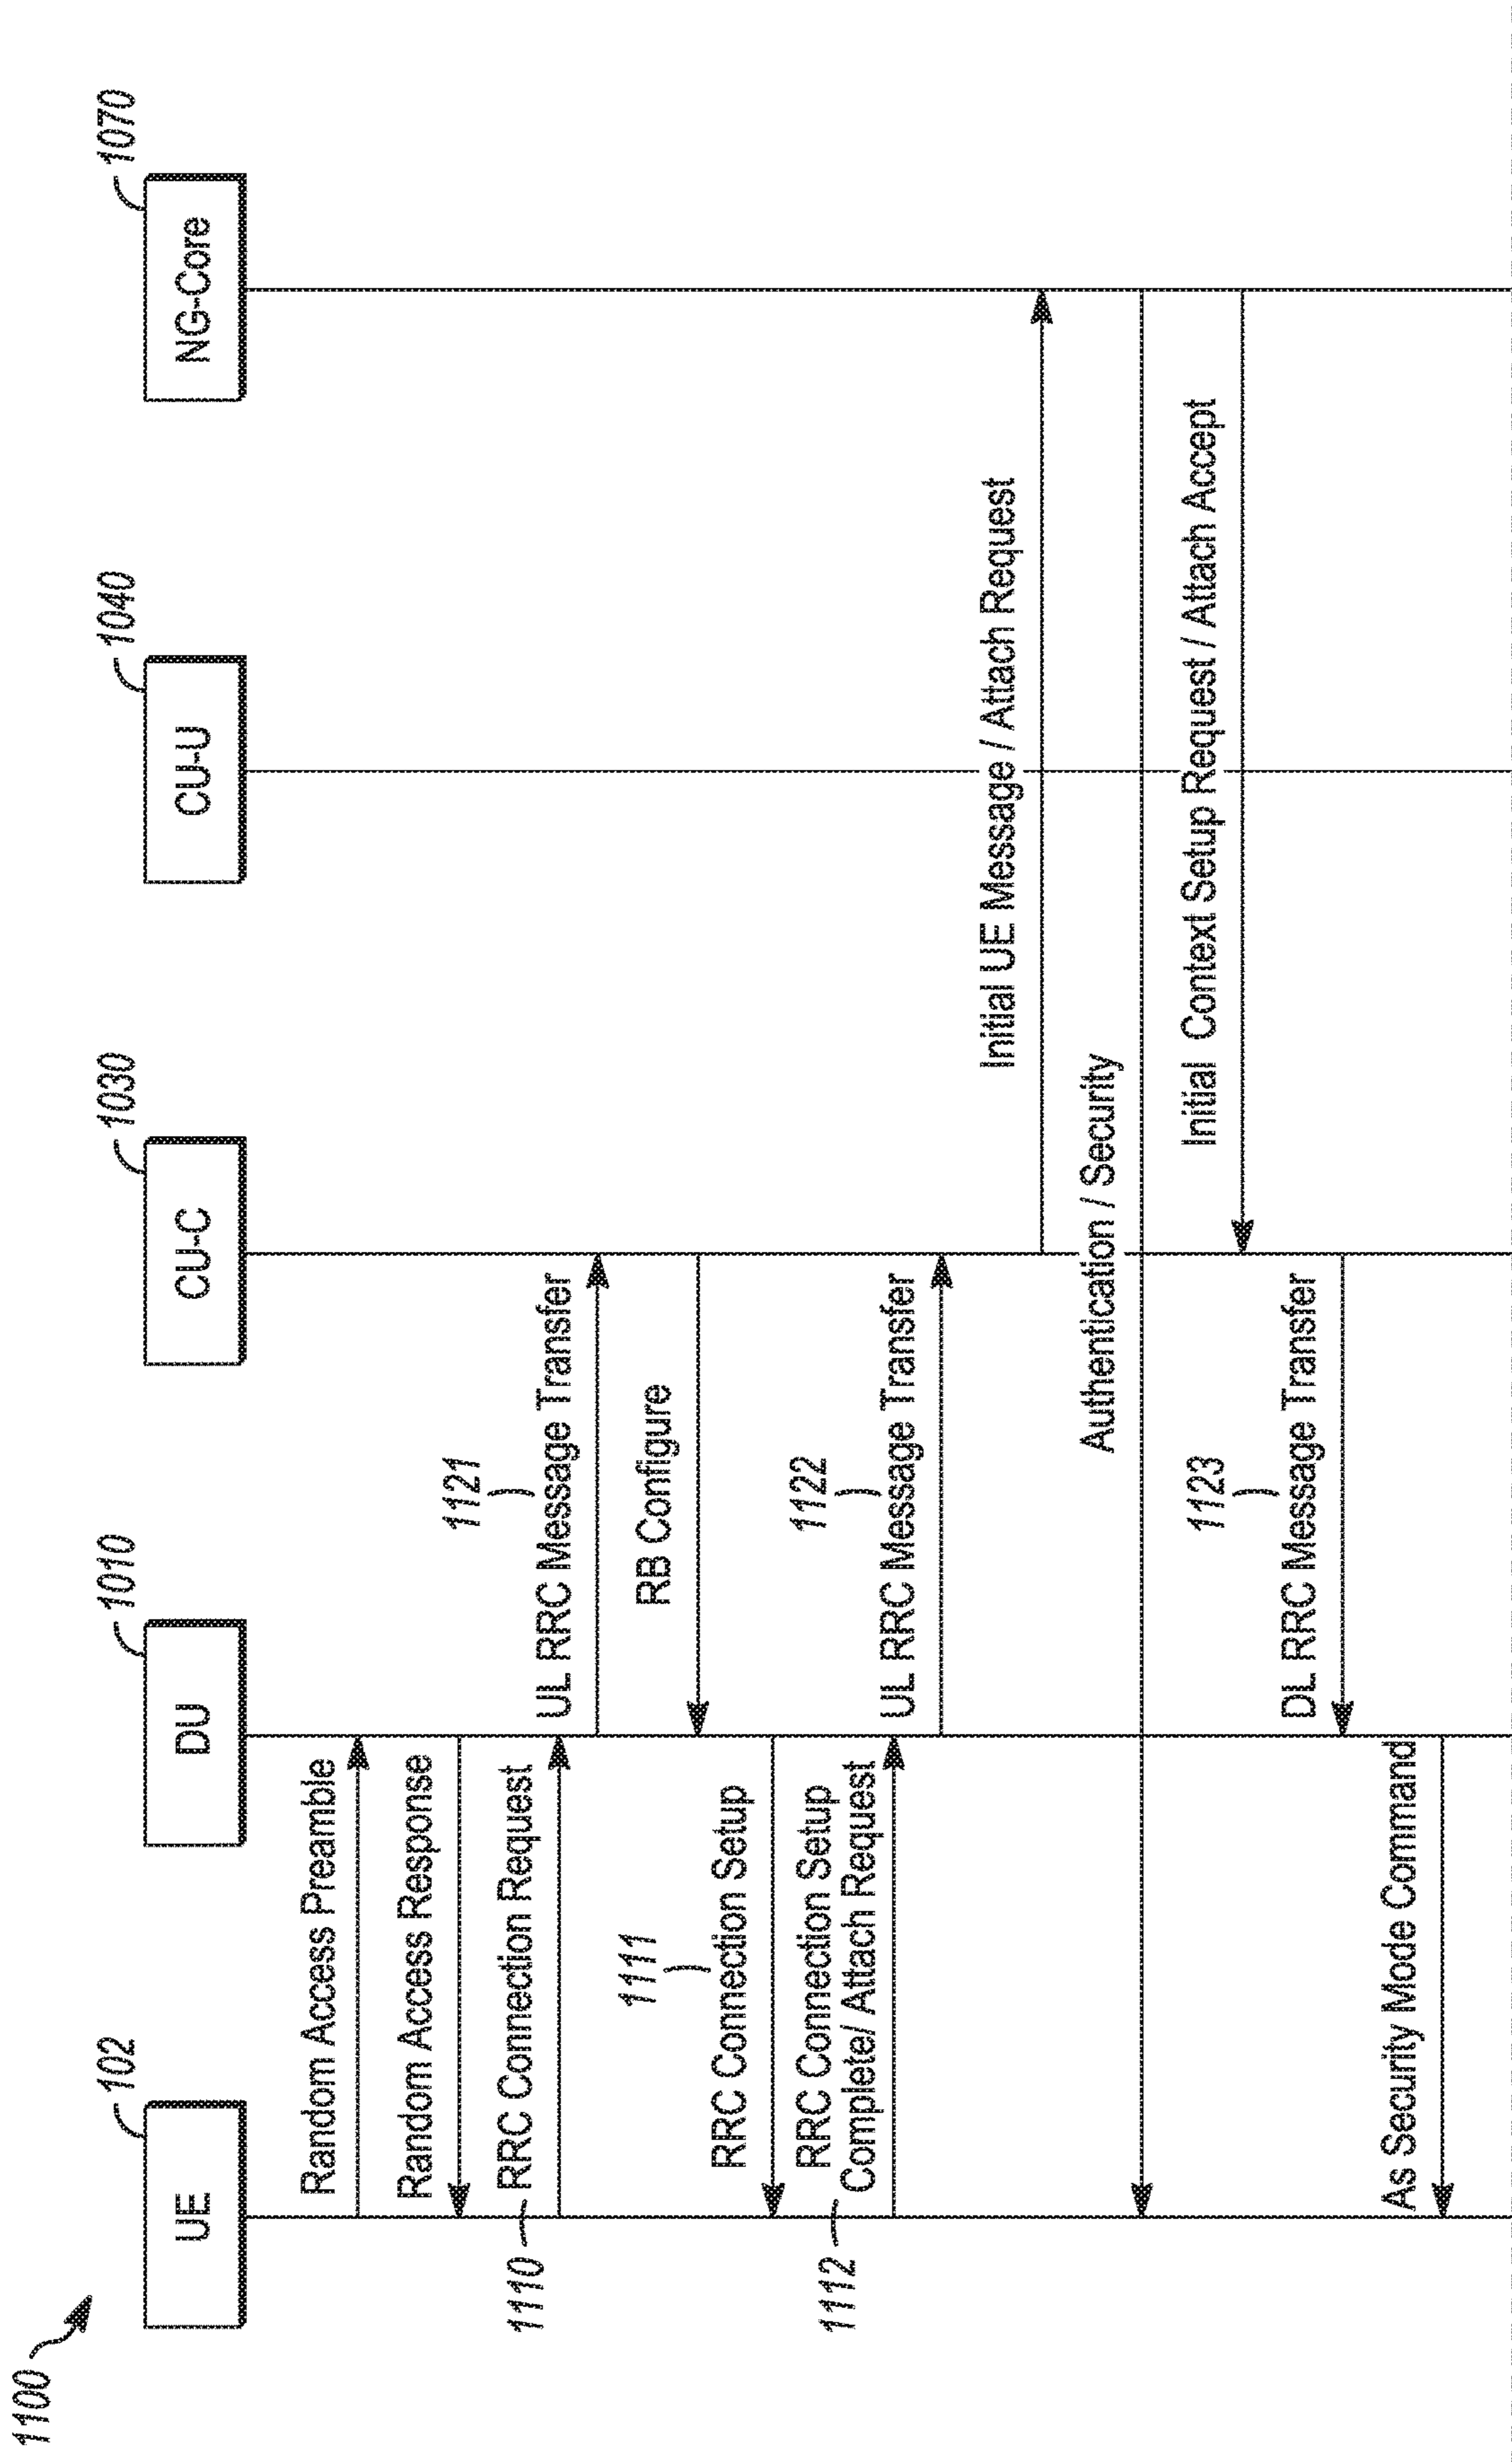 1100
102
1010
1030
1040
1070
UE
DU
CU-C
CU-U
NG-Core
Random Access Preamble
Random Access Response
1110
RRC Connection Request
1121
UL RRC Message Transfer
RB Configure
1111
RRC Connection Setup
1112
RRC Connection Setup
Complete/ Attach Request
1122
UL RRC Message Transfer
Initial UE Message / Attach Request
Authentication / Security
Initial Context Setup Request / Attach Accept
1123
DL RRC Message Transfer
As Security Mode Command